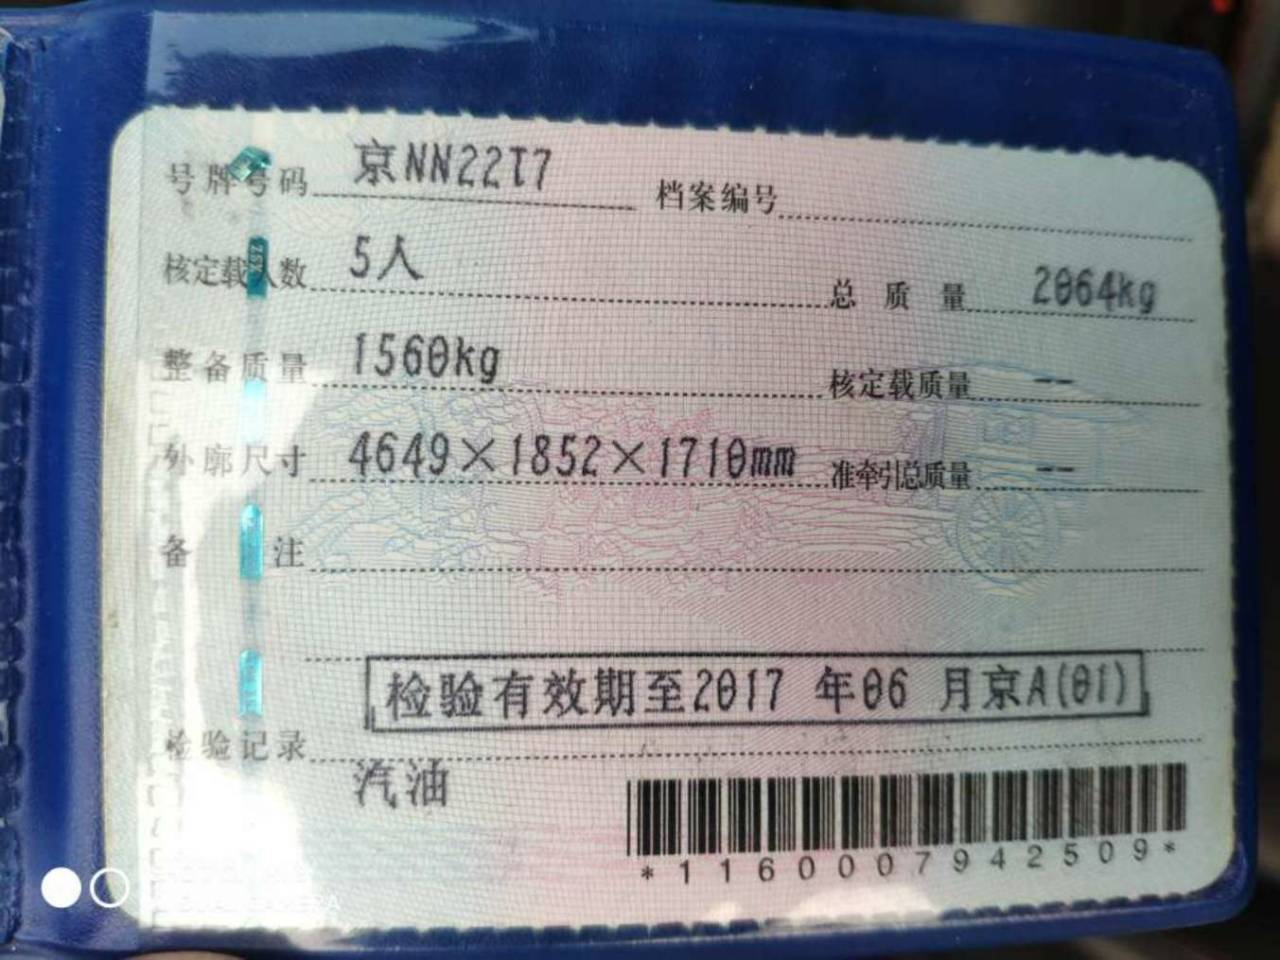 号牌号码 京NN22T7 档案编号
核定载人数 5人 总质量 2064kg
整备质量 1560kg 核定载质量 --
外廓尺寸 4649×1852×1710mm 准牵引总质量 --
备注
检验有效期至2017 年06 月京A(01)
检验记录
汽油
*1160007942509*